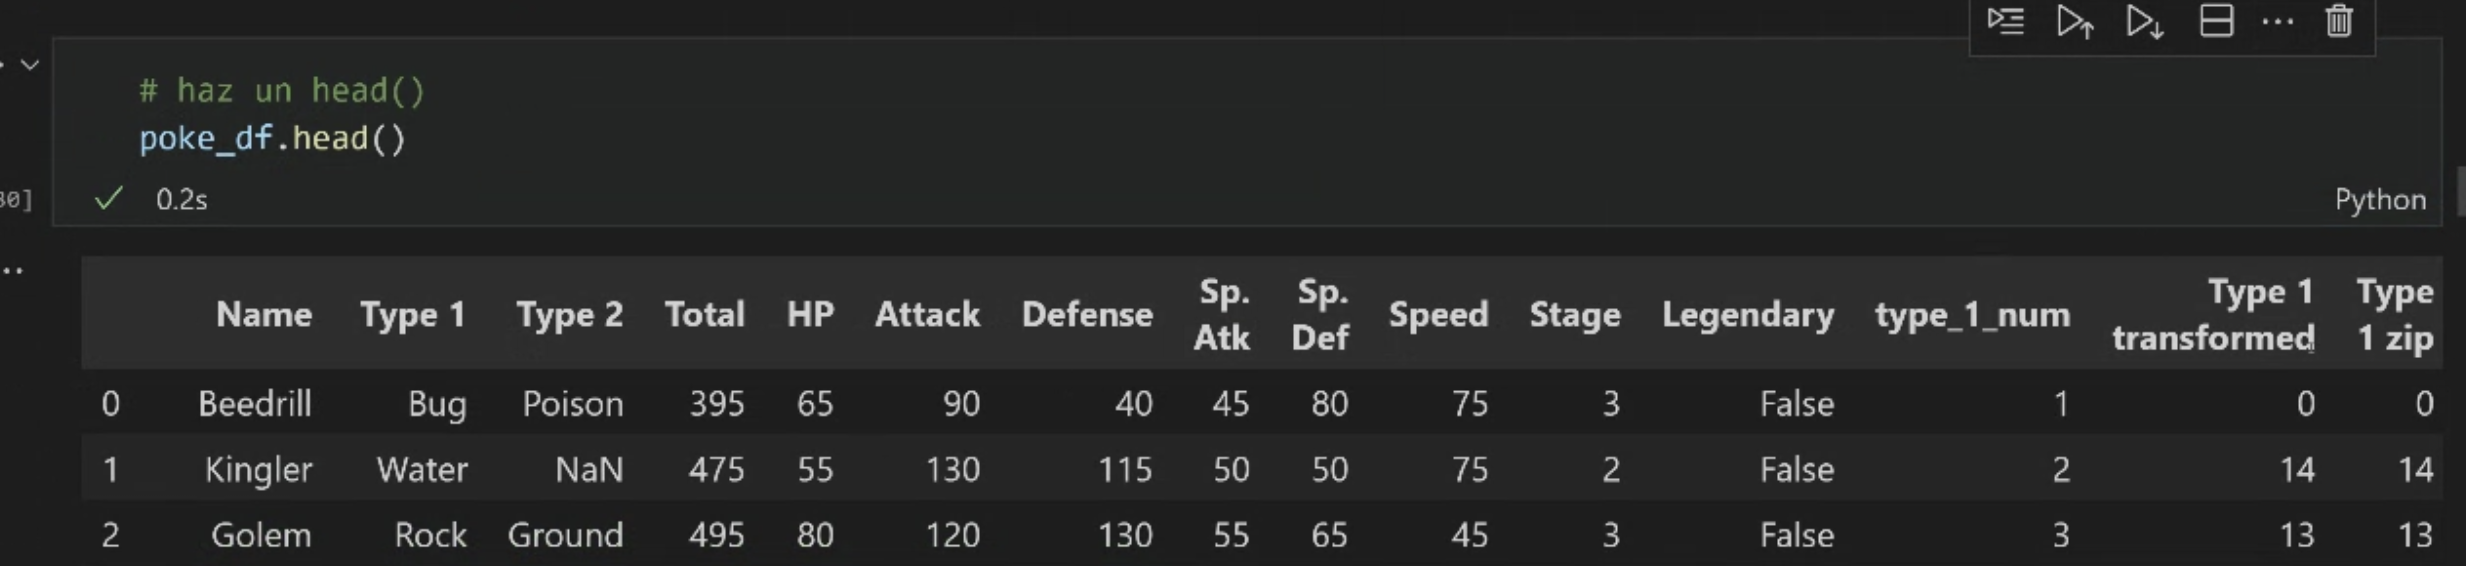 # haz un head()
poke_df.head()
30]
0.2s
Python
Name Type 1 Type 2 Total HP Attack Defense Sp. Atk Sp. Def Speed Stage Legendary type_1_num Type 1 transformed Type 1 zip
0 Beedrill Bug Poison 395 65 90 40 45 80 75 3 False 1 0 0
1 Kingler Water NaN 475 55 130 115 50 50 75 2 False 2 14 14
2 Golem Rock Ground 495 80 120 130 55 65 45 3 False 3 13 13